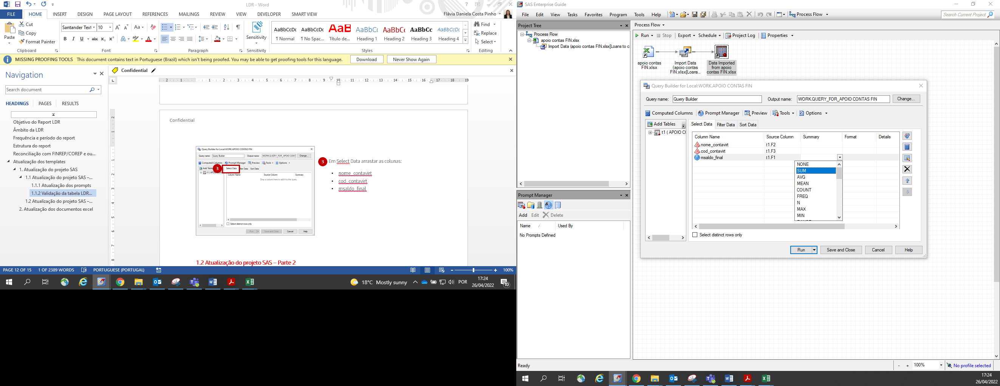 LDR - Word
FILE
HOME
INSERT
DESIGN
PAGE LAYOUT
REFERENCES
MAILINGS
REVIEW
VIEW
DEVELOPER
SMART VIEW
Flávia Daniela Costa Pinho
Paste
Cut
Copy
Format Painter
Clipboard
Santander Text
10
Font
Paragraph
Sensitivity
Sensitivity
AaBbCcDc
AaBbCcDc
AaB
AaBbC
AaBbCc
AaBbCc
AaBbCcDc
¶ Normal
¶ No Spac...
Título de...
Heading 1
Heading 2
Heading 3
Heading 4
Styles
Find
Replace
Select
Editing
MISSING PROOFING TOOLS This document contains text in Portuguese (Brazil) which isn't being proofed. You may be able to get proofing tools for this language.
Download
Never Show Again
Navigation
Search document
HEADINGS
PAGES
RESULTS
Objetivo do Report LDR
Âmbito da LDR
Frequência e período do report
Estrutura do report
Reconciliação com FINREP/COREP e ou...
Atualização dos templates
1. Atualização do projeto SAS
1.1 Atualização do projeto SAS –...
1.1.1 Atualização dos prompts
1.1.2 Validação da tabela LDR...
1.2 Atualização do projeto SAS –...
2. Atualização dos documentos excel
Confidential
Confidential
Query Builder for Local:WORK.APOIO CONTAS FIN
Query name: Query Builder Output name: WORK.QUERY_FOR_APOIO CONT Change...
Computed Columns Prompt Manager Preview Tools Options
3 Select Data Filter Data Sort Data
Column Name Source Column Summary
Drop a column here to add it to the query.
Select distinct rows only
Run Save and Close Cancel Help
3 Em Select Data arrastar as colunas:
• nome_contavirt
• cod_contavirt
• msaldo_final
1.2 Atualização do projeto SAS – Parte 2
PAGE 12 OF 15 1 OF 2389 WORDS PORTUGUESE (PORTUGAL) 100%
18°C Mostly sunny
POR
17:24
26/04/2022
10
SAS Enterprise Guide
File Edit View Tasks Favorites Program Tools Help
Process Flow
Search Current Project
Project Tree
Process Flow
apoio contas FIN.xlsx
Import Data (apoio contas FIN.xlsx[Loans to c
Process Flow
Run Stop Export Schedule Project Log Properties
apoio contas
FIN.xlsx
Import Data
(apoio contas
FIN.xlsx[Loans...
Data Imported
from apoio
contas FIN.xlsx
Query Builder for Local:WORK.APOIO CONTAS FIN
Query name: Query Builder Output name: WORK.QUERY_FOR_APOIO CONTAS FIN Change...
Computed Columns Prompt Manager Preview Tools Options
Add Tables
t1 ( APOIO CO
Select Data Filter Data Sort Data
Column Name Source Column Summary Format Details
nome_contavirt t1.F2
cod_contavirt t1.F3
msaldo_final t1.F1
NONE
SUM
AVG
MEAN
COUNT
FREQ
N
MAX
MIN
Select distinct rows only
Run Save and Close Cancel Help
Prompt Manager
Add Edit Delete
Name Used By
No Prompts Defined
Ready
100%
No profile selected
17:24
26/04/2022